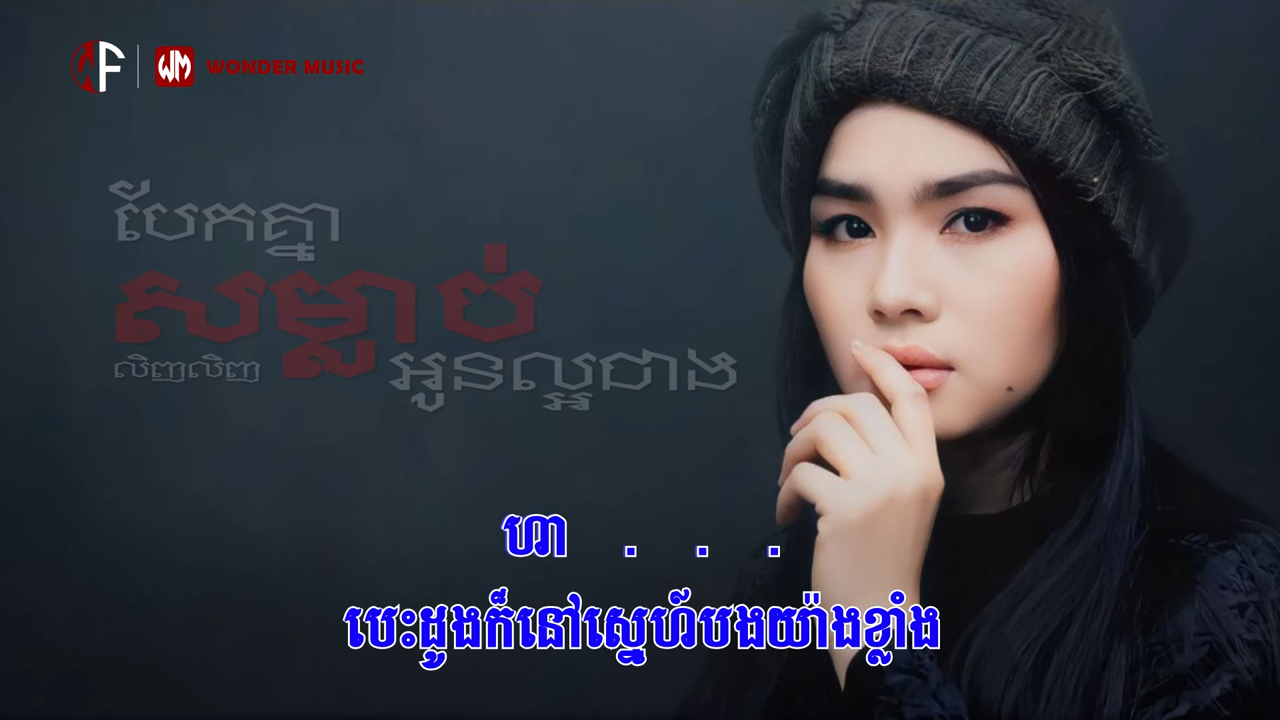 F WM WONDER MUSIC
បែកគ្នា
សម្លាប់
លិញលិញ អូនល្អជាង
ហា . . .
បេះដូងក៏នៅស្នេហ៍បងយ៉ាងខ្លាំង